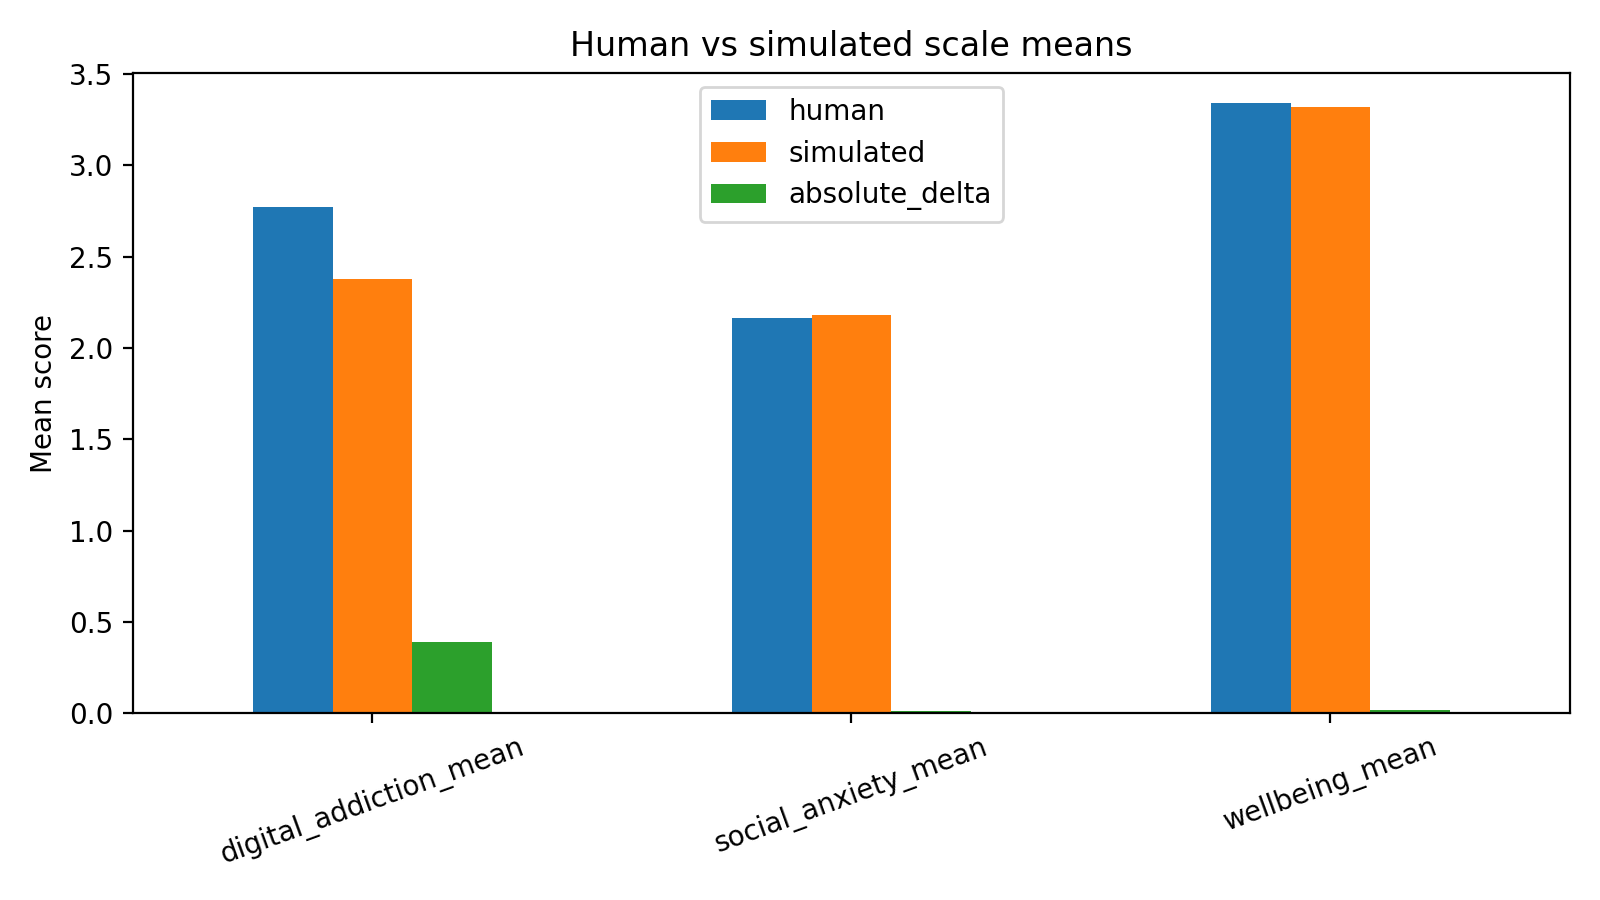 Human vs simulated scale means
human
simulated
absolute_delta
Mean score
3.5
3.0
2.5
2.0
1.5
1.0
0.5
0.0
digital_addiction_mean
social_anxiety_mean
wellbeing_mean